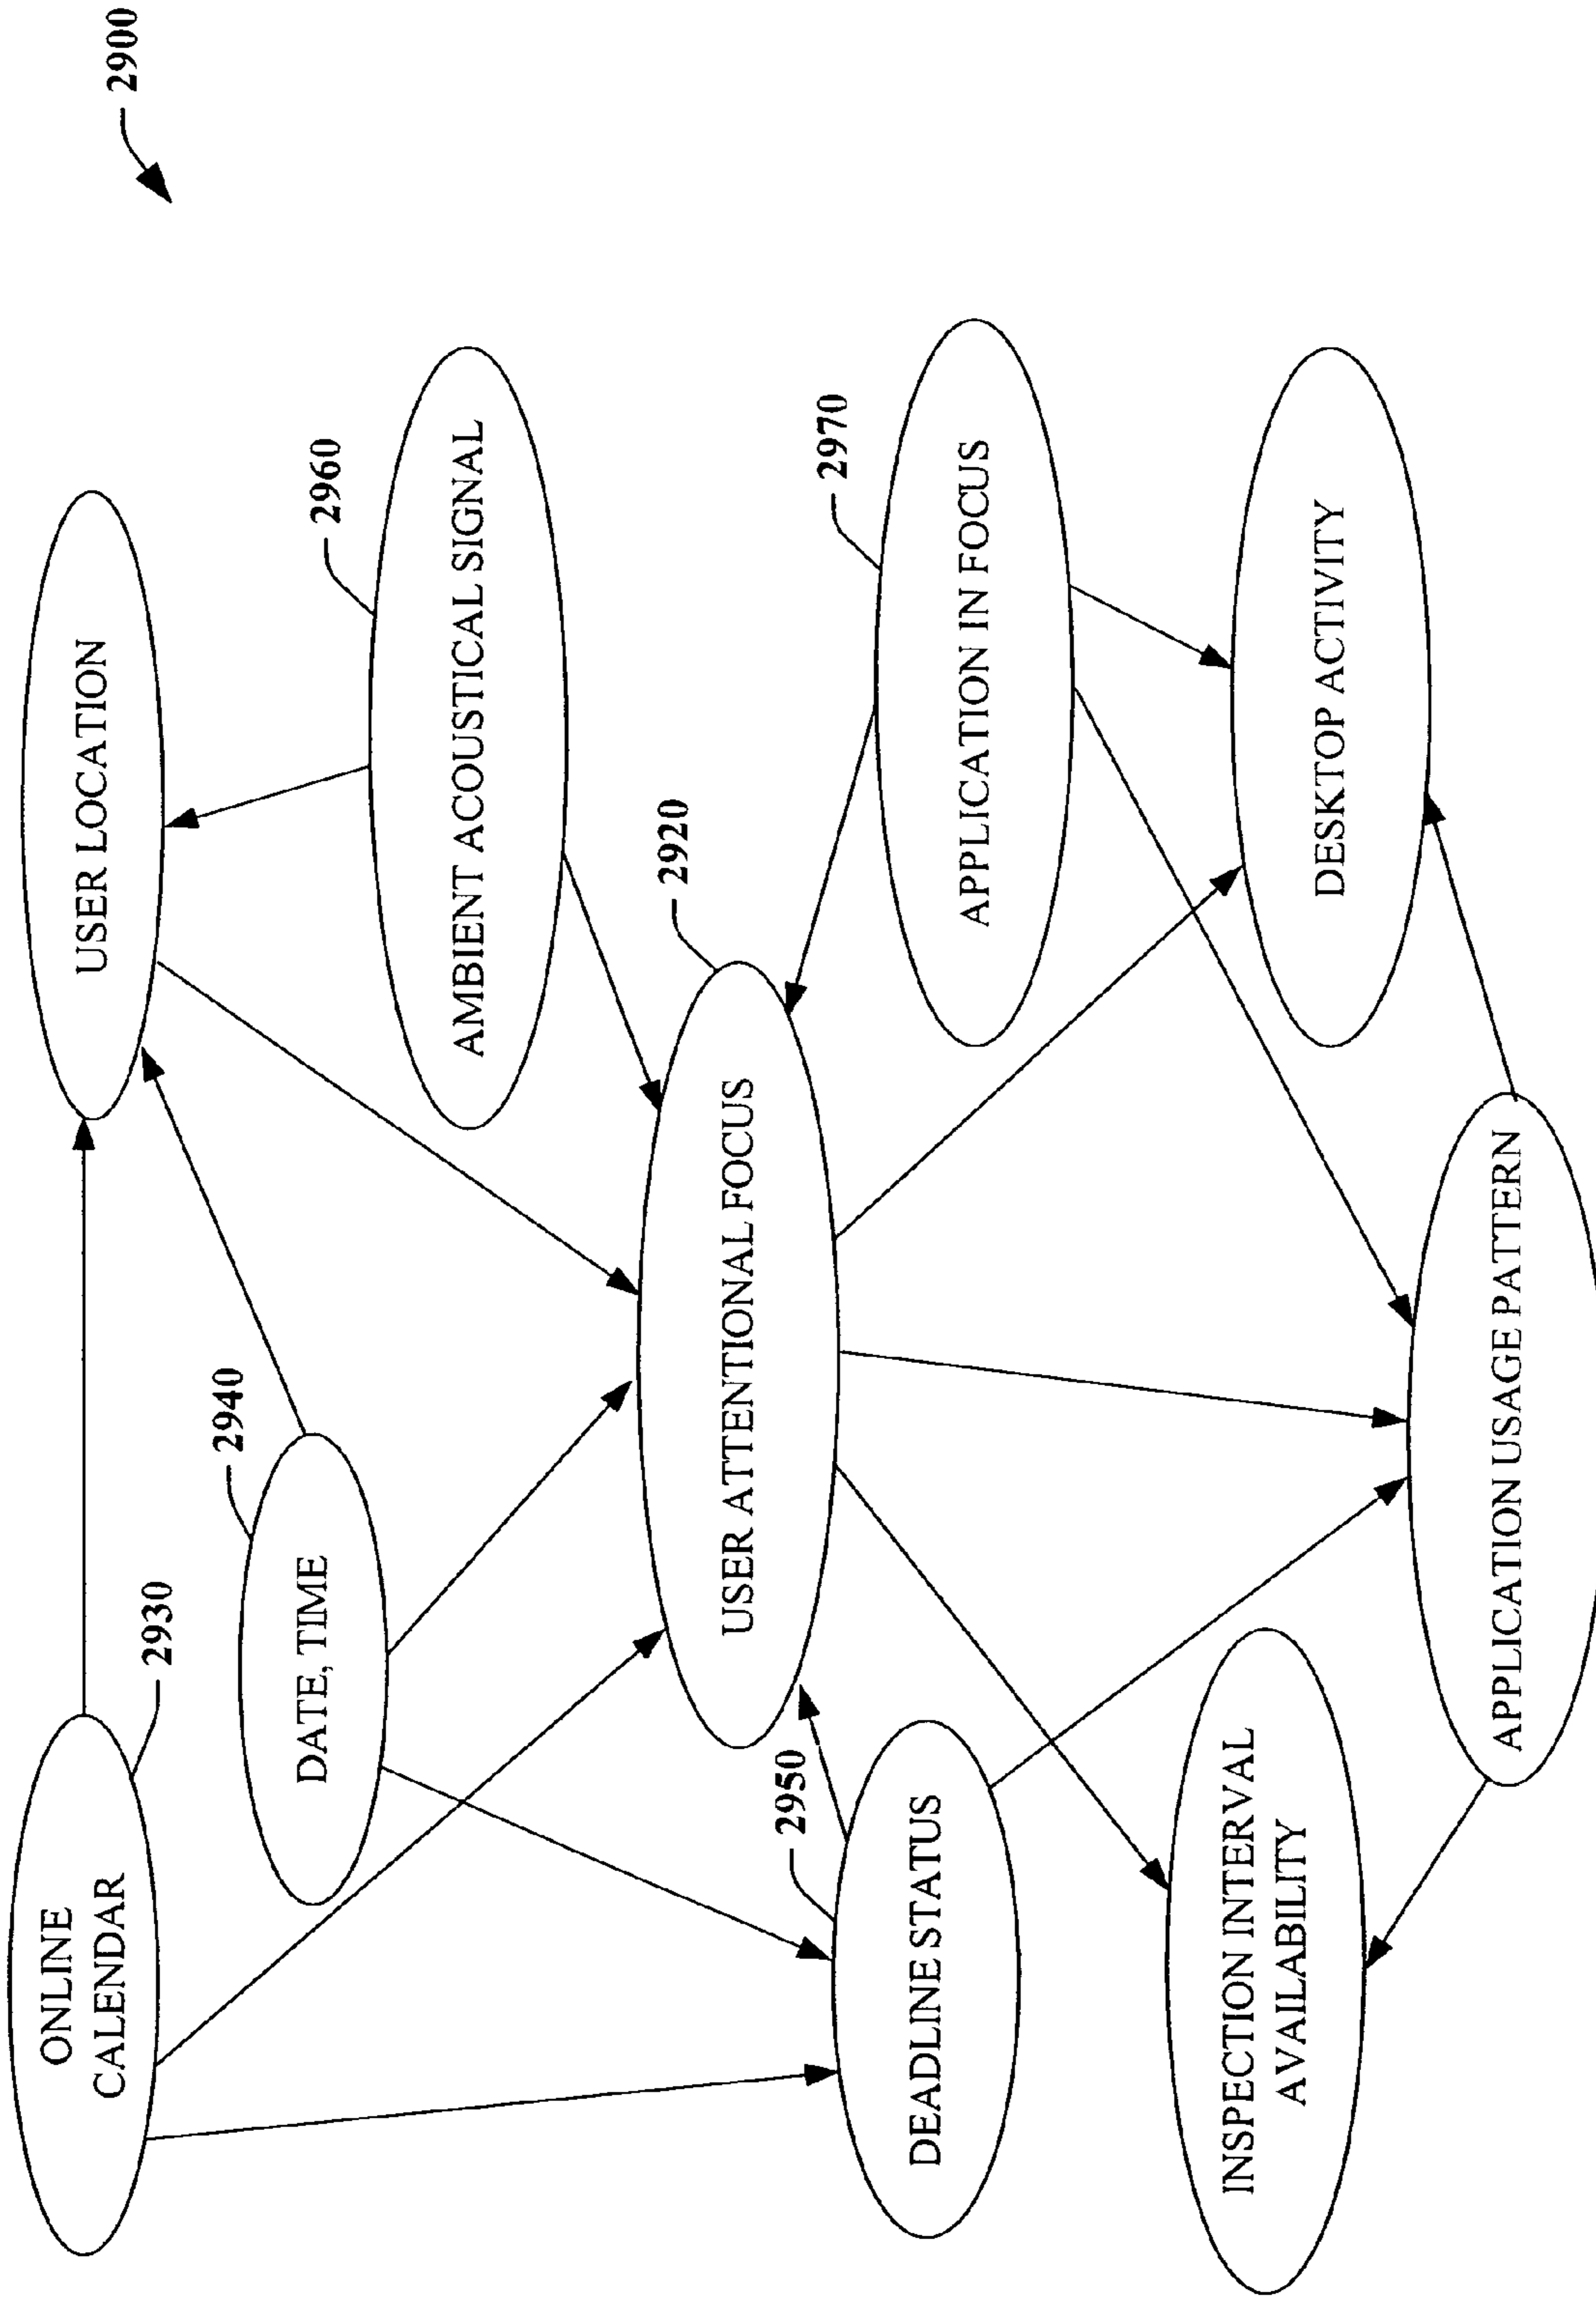 2900
ONLINE
CALENDAR
2930
USER LOCATION
DATE, TIME
2940
AMBIENT ACOUSTICAL SIGNAL
2960
USER ATTENTIONAL FOCUS
2920
DEADLINE STATUS
2950
APPLICATION IN FOCUS
2970
INSPECTION INTERVAL
AVAILABILITY
DESKTOP ACTIVITY
APPLICATION USAGE PATTERN